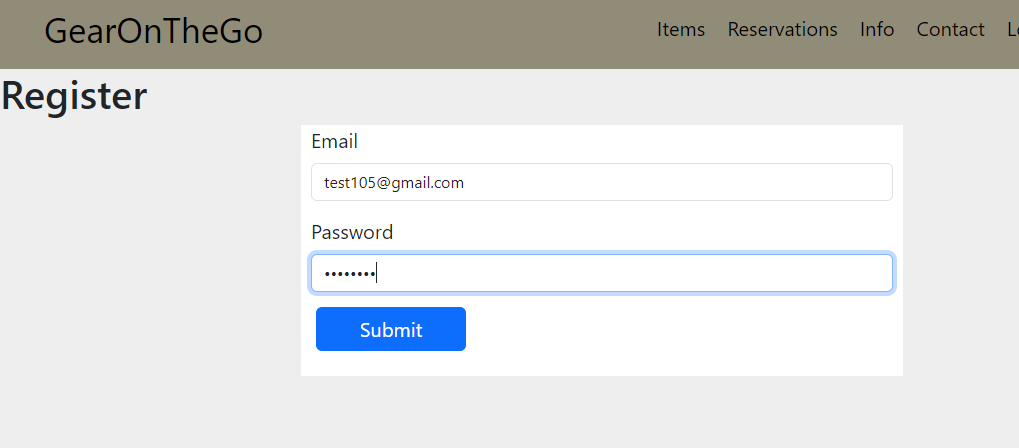 GearOnTheGo Items Reservations Info Contact
Register
Email
test105@gmail.com
Password
••••••••
Submit